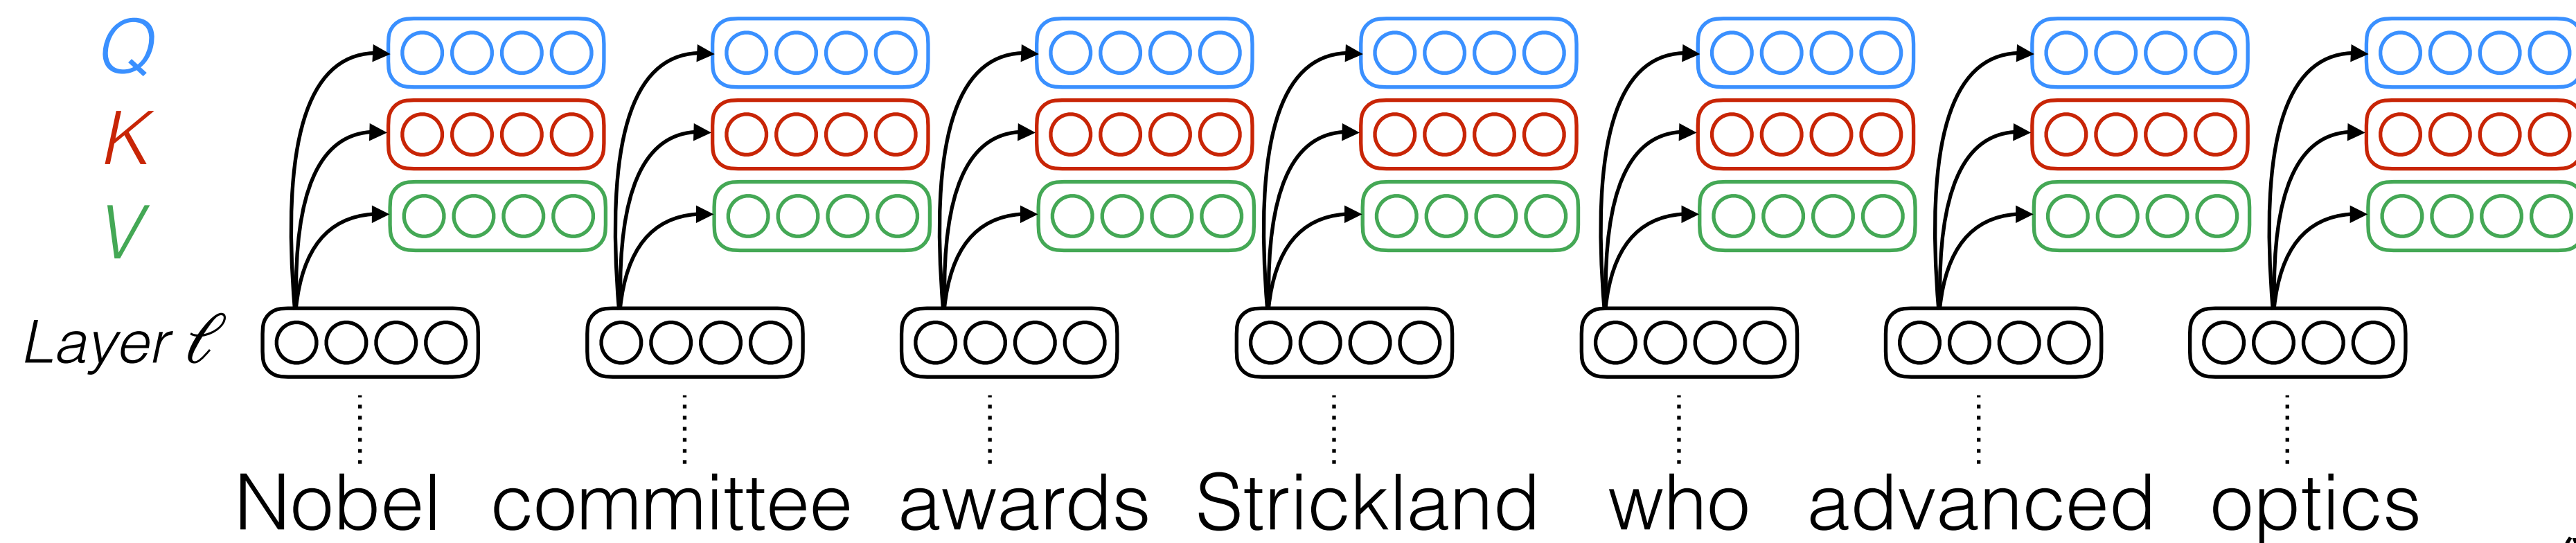 Q
K
V
Layer ℓ
Nobel committee awards Strickland who advanced optics